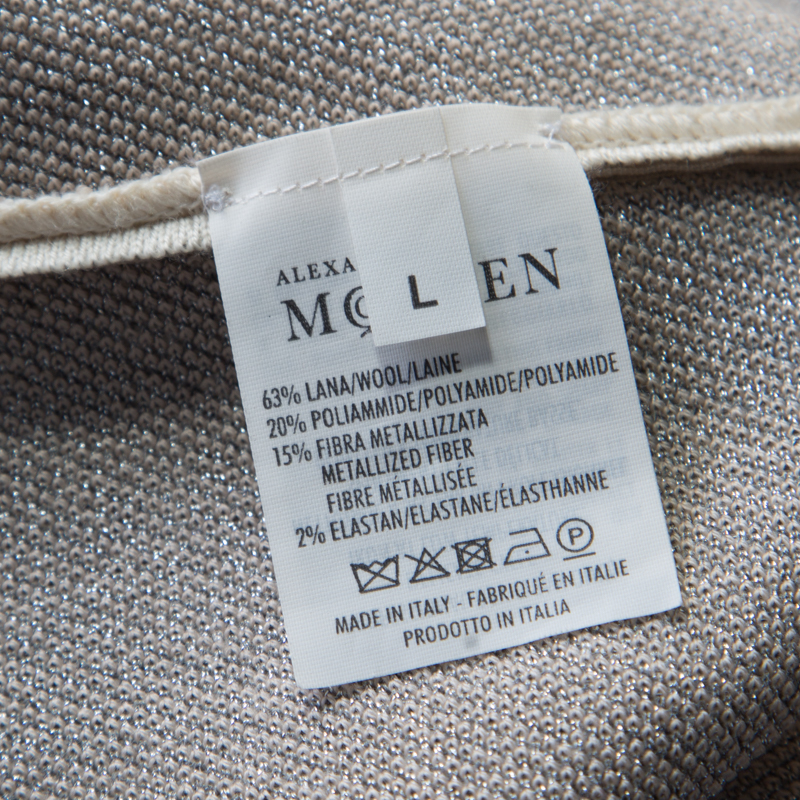 ALEXA
L
MCQ EN
63% LANA/WOOL/LAINE
20% POLIAMMIDE/POLYAMIDE/POLYAMIDE
15% FIBRA METALLIZZATA
METALLIZED FIBER
FIBRE MÉTALLISÉE
2% ELASTAN/ELASTANE/ÉLASTHANNE
P
MADE IN ITALY - FABRIQUÉ EN ITALIE
PRODOTTO IN ITALIA